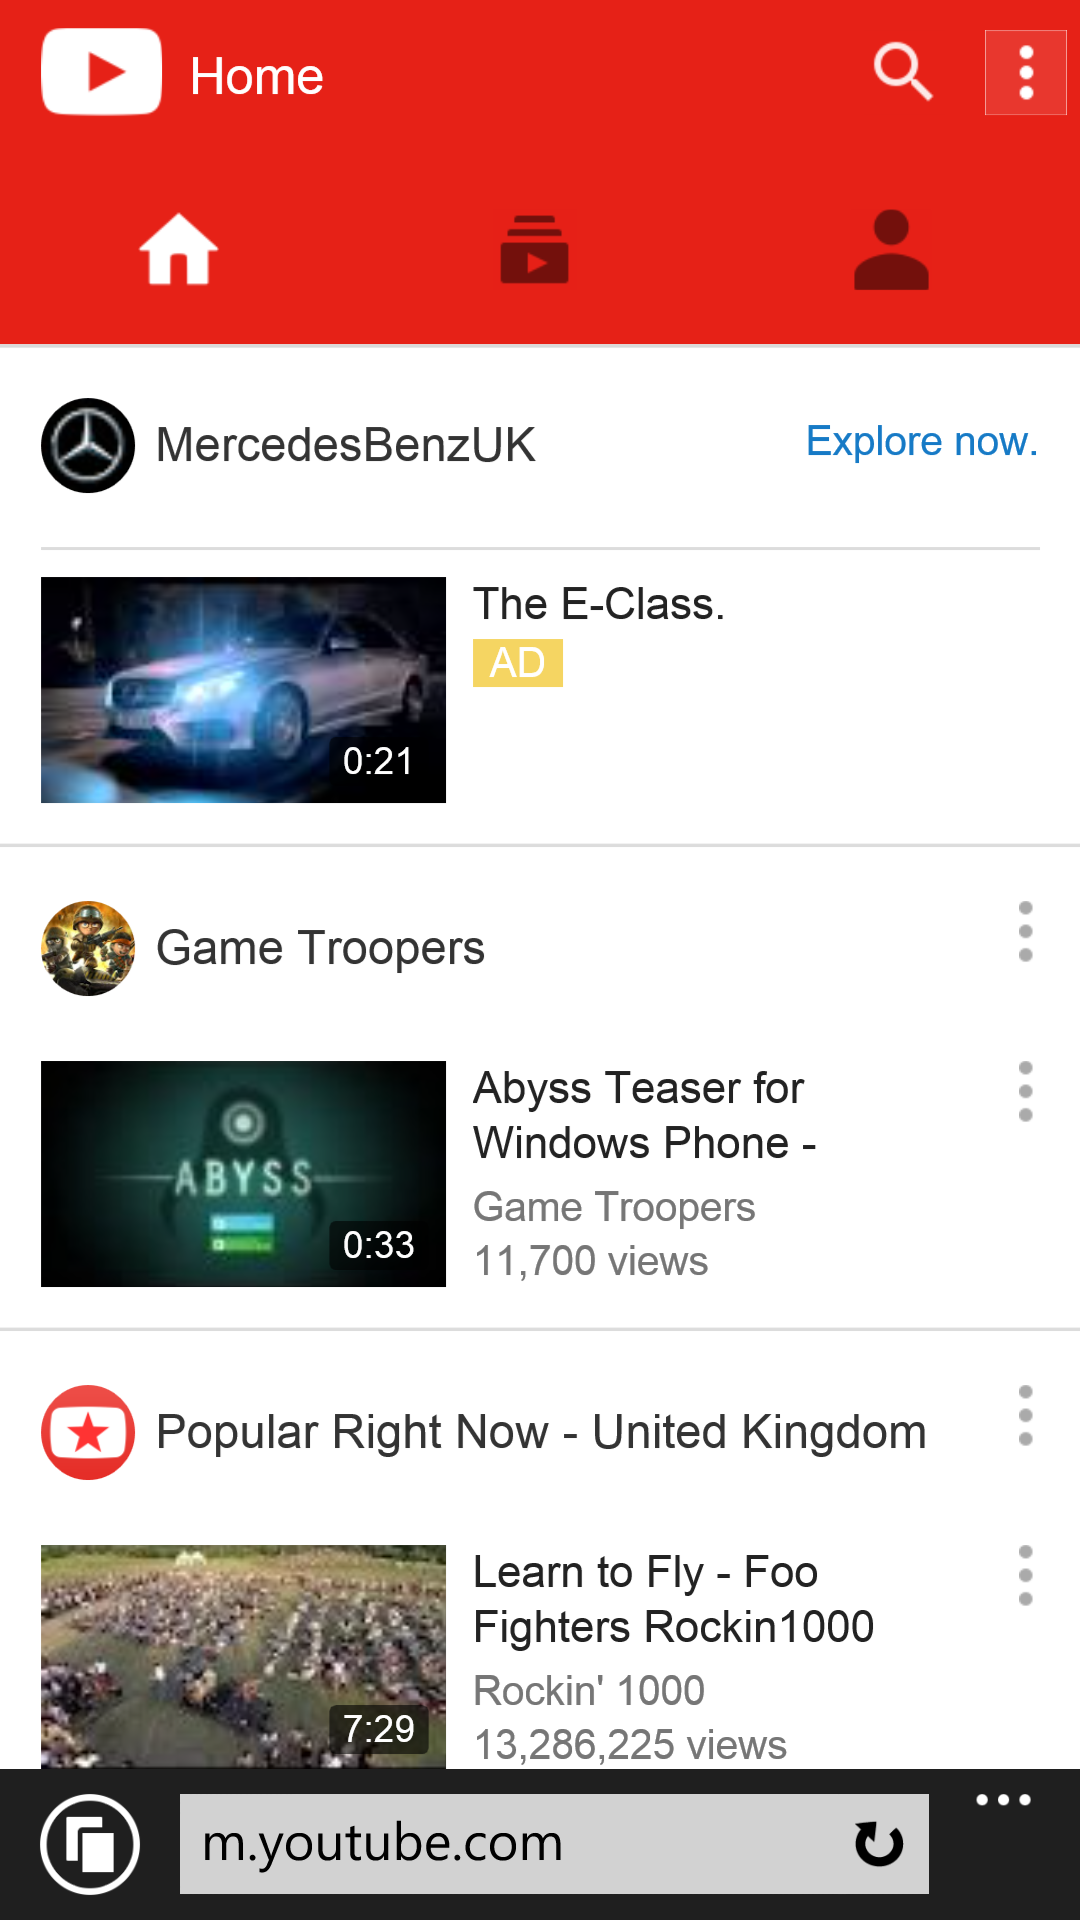 Home
MercedesBenzUK
Explore now.
The E-Class.
AD
0:21
Game Troopers
Abyss Teaser for
Windows Phone -
Game Troopers
11,700 views
ABYSS
0:33
Popular Right Now - United Kingdom
Learn to Fly - Foo
Fighters Rockin1000
Rockin' 1000
13,286,225 views
7:29
m.youtube.com